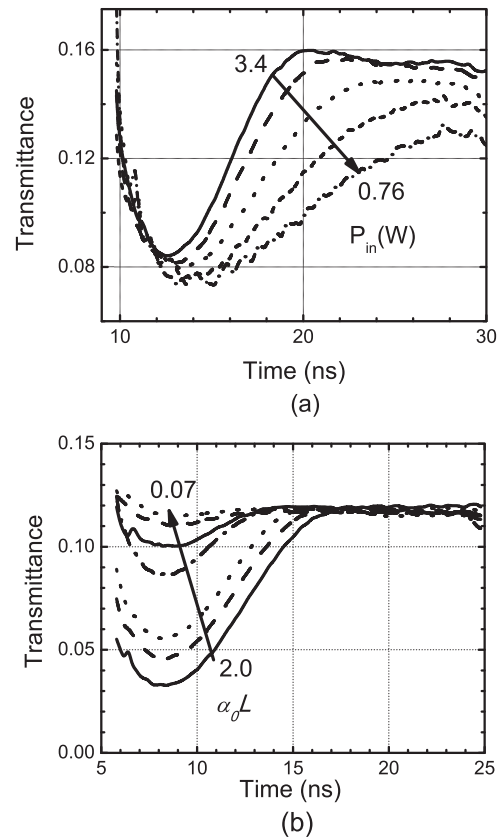 0.16
0.12
0.08
Transmittance
3.4
0.76
P_in(W)
10
20
30
Time (ns)
(a)
0.15
0.10
0.05
0.00
Transmittance
0.07
2.0
α₀L
5
10
15
20
25
Time (ns)
(b)